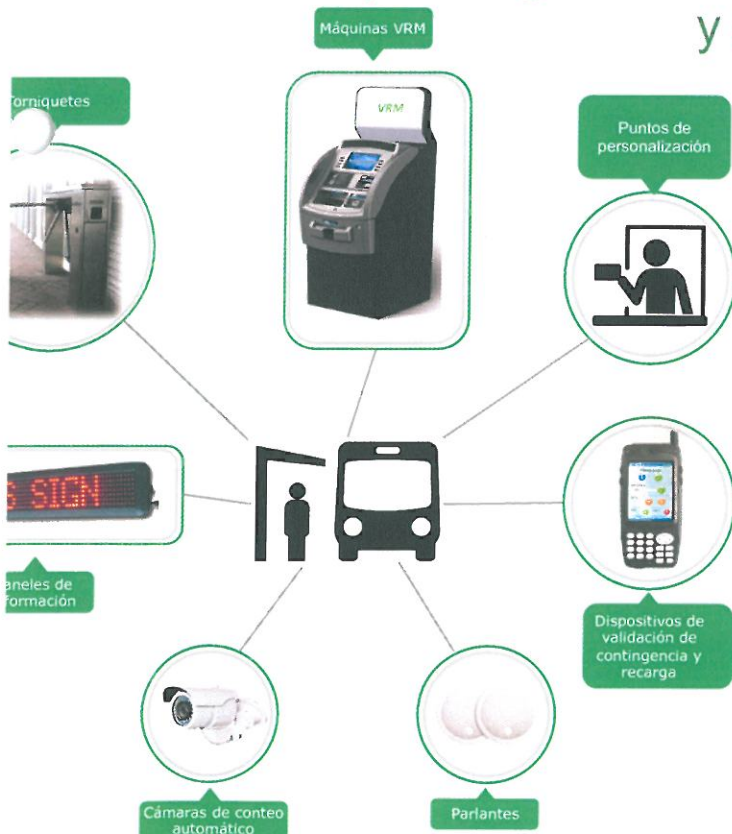 y
Máquinas VRM
VRM
orniquetes
Puntos de
personalización
S SIGN
aneles de
formación
Dispositivos de
validación de
contingencia y
recarga
Cámaras de conteo
automático
Parlantes